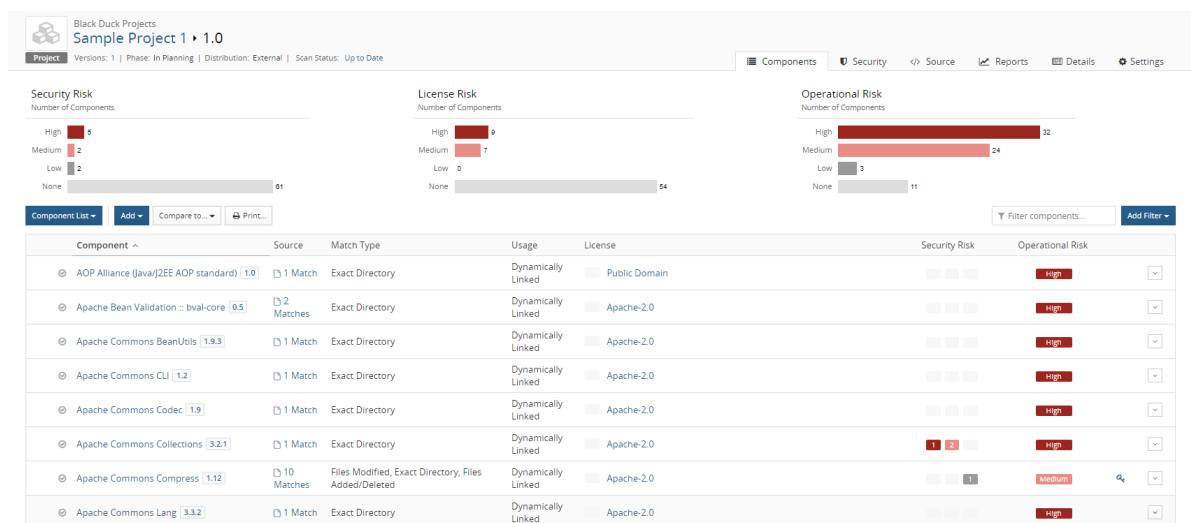 Black Duck Projects
Sample Project 1 ▸ 1.0
Project Versions: 1 | Phase: In Planning | Distribution: External | Scan Status: Up to Date
Components Security Source Reports Details Settings
Security Risk
Number of Components
High 5
Medium 2
Low 2
None 61
License Risk
Number of Components
High 9
Medium 7
Low 0
None 54
Operational Risk
Number of Components
High 32
Medium 24
Low 3
None 11
Component List Add Compare to... Print... Filter components... Add Filter
Component Source Match Type Usage License Security Risk Operational Risk
AOP Alliance (Java/J2EE AOP standard) 1.0 1 Match Exact Directory Dynamically Linked Public Domain High
Apache Bean Validation :: bval-core 0.5 2 Matches Exact Directory Dynamically Linked Apache-2.0 High
Apache Commons BeanUtils 1.9.3 1 Match Exact Directory Dynamically Linked Apache-2.0 High
Apache Commons CLI 1.2 1 Match Exact Directory Dynamically Linked Apache-2.0 High
Apache Commons Codec 1.9 1 Match Exact Directory Dynamically Linked Apache-2.0 High
Apache Commons Collections 3.2.1 1 Match Exact Directory Dynamically Linked Apache-2.0 1 2 High
Apache Commons Compress 1.12 10 Matches Files Modified, Exact Directory, Files Added/Deleted Dynamically Linked Apache-2.0 1 Medium
Apache Commons Lang 3.3.2 1 Match Exact Directory Dynamically Linked Apache-2.0 High